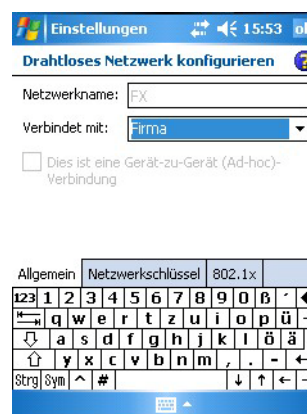 Einstellungen 15:53 ok
Drahtloses Netzwerk konfigurieren ?
Netzwerkname: FX
Verbindet mit: Firma
Dies ist eine Gerät-zu-Gerät (Ad-hoc)-
Verbindung
Allgemein Netzwerkschlüssel 802.1x
123 1 2 3 4 5 6 7 8 9 0 ß ´
q w e r t z u i o p ü
a s d f g h j k l ö ä
y x c v b n m , . -
Strg Sym ^ #